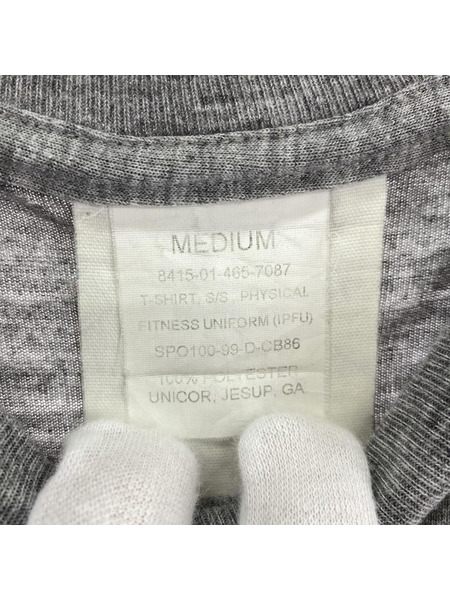 MEDIUM
8415-01-465-7087
T-SHIRT, S/S, PHYSICAL
FITNESS UNIFORM (IPFU)
SPO100-99-D-CB86
100% POLYESTER
UNICOR, JESUP, GA